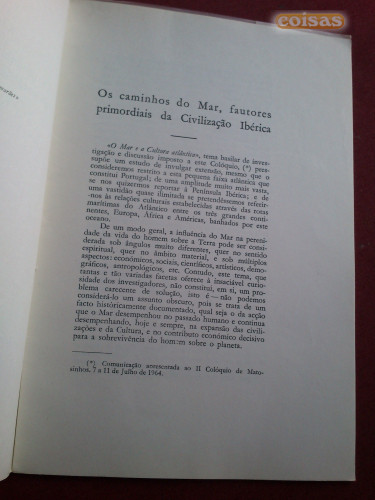 coisas
Os caminhos do Mar, fautores
primordiais da Civilização Ibérica
«O Mar e a Cultura atlântica», tema basilar de inves-
tigação e discussão imposto a este Colóquio, (*) pres-
supõe um estudo de invulgar extensão, mesmo que o
consideremos restrito a esta pequena faixa atlântica que
constitui Portugal; de uma amplitude muito mais vasta,
se nos quizermos reportar à Península Ibérica; e de
uma vastidão quase ilimitada se pretendêssemos referir-
-nos às relações culturais estabelecidas através das rotas
marítimas do Atlântico entre os três grandes conti-
nentes, Europa, África e Américas, banhados por este
oceano.
De um modo geral, a influência do Mar na pereni-
dade da vida do homem sobre a Terra pode ser consi-
derada sob ângulos muito diferentes, quer no sentido
espiritual, quer no âmbito material, e sob múltiplos
aspectos: económicos, sociais, científicos, artísticos, demo-
gráficos, antropológicos, etc. Contudo, este tema, que
tantas e tão variadas facetas oferece à insaciável curio-
sidade dos investigadores, não constitui, em si, um pro-
blema carecente de solução, isto é — não podemos
considerá-lo um assunto obscuro, pois se trata de um
facto históricamente documentado, qual seja o da acção
que o Mar desempenhou no passado humano e continua
desempenhando, hoje e sempre, na expansão das civili-
zações e da Cultura, e no contributo económico decisivo
para a sobrevivência do homem sobre o planeta.
(*) Comunicação apresentada ao II Colóquio de Mato-
sinhos, 7 a 11 de Julho de 1964.